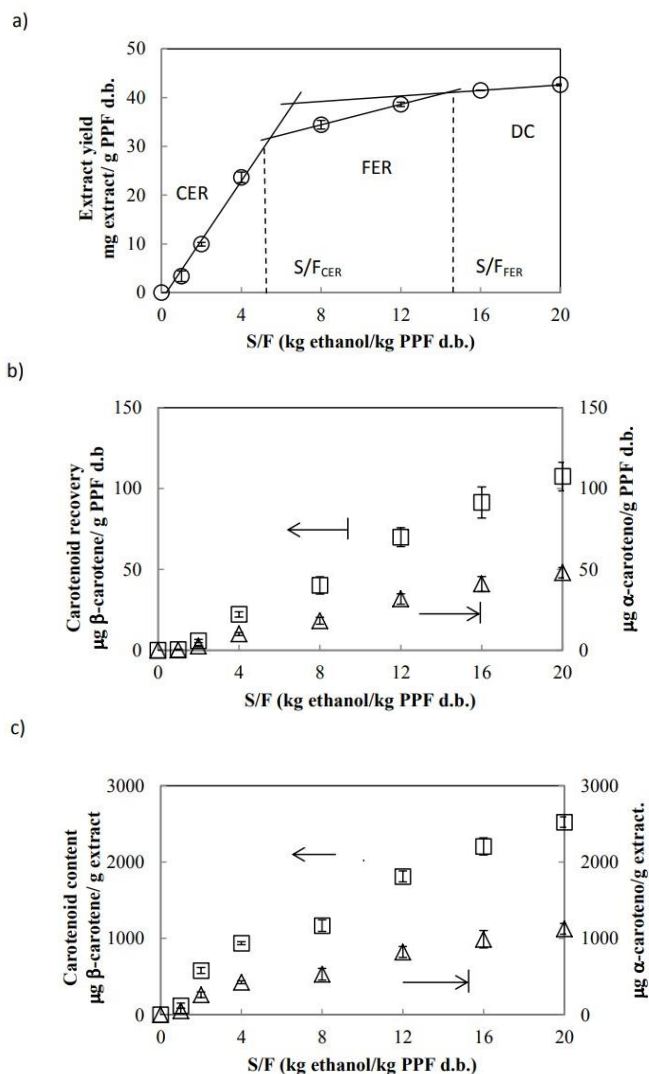 a)
Extract yield
mg extract/ g PPF d.b.
50
40
30
20
10
0
CER
FER
DC
S/F_CER
S/F_FER
0 4 8 12 16 20
S/F (kg ethanol/kg PPF d.b.)
b)
Carotenoid recovery
µg β-carotene/ g PPF d.b
150
100
50
0
150
100
50
0
µg α-caroteno/g PPF d.b.
0 4 8 12 16 20
S/F (kg ethanol/kg PPF d.b.)
c)
Carotenoid content
µg β-carotene/ g extract
3000
2000
1000
0
3000
2000
1000
0
µg α-caroteno/g extract.
0 4 8 12 16 20
S/F (kg ethanol/kg PPF d.b.)